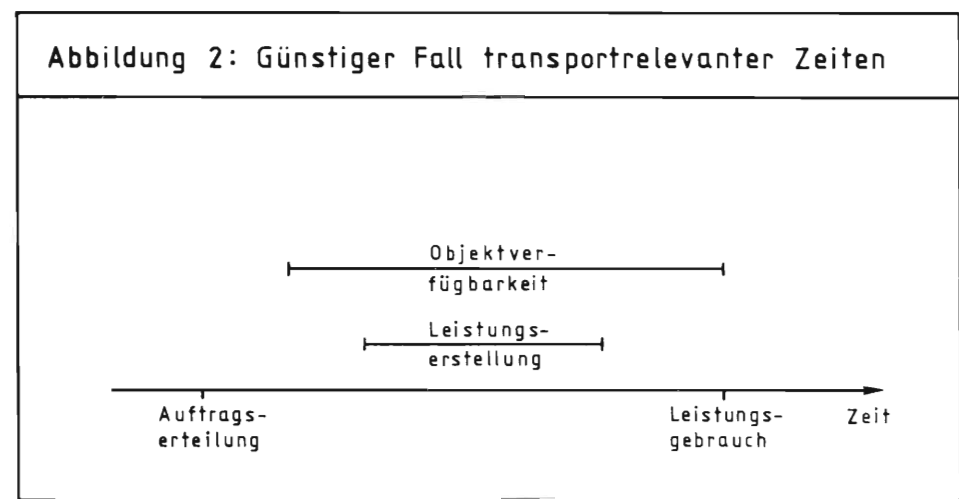 Abbildung 2: Günstiger Fall transportrelevanter Zeiten
Objektver-
fügbarkeit
Leistungs-
erstellung
Auftrags-
erteilung
Leistungs-
gebrauch
Zeit